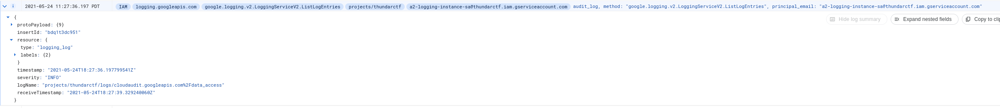 2021-05-24 11:27:36.197 PDT IAM logging.googleapis.com google.logging.v2.LoggingServiceV2.ListLogEntries projects/thundarctf a2-logging-instance-sa@thundarctf.iam.gserviceaccount.com audit_log, method: "google.logging.v2.LoggingServiceV2.ListLogEntries", principal_email: "a2-logging-instance-sa@thundarctf.iam.gserviceaccount.com"
{
Hide log summary Expand nested fields Copy to clip
protoPayload: {9}
insertId: "bdq1t3dc951"
resource: {
type: "logging_log"
labels: {2}
}
timestamp: "2021-05-24T18:27:36.197799541Z"
severity: "INFO"
logName: "projects/thundarctf/logs/cloudaudit.googleapis.com%2Fdata_access"
receiveTimestamp: "2021-05-24T18:27:39.329240060Z"
}